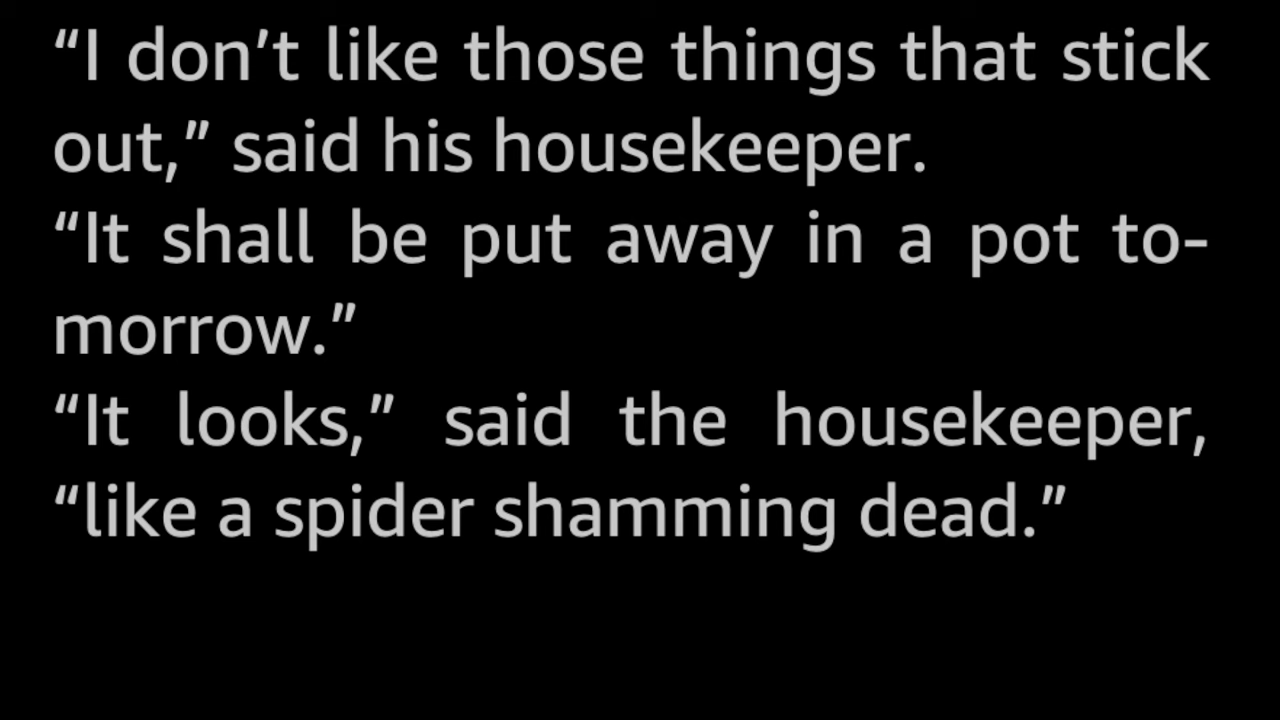 “I don’t like those things that stick
out,” said his housekeeper.
“It shall be put away in a pot to-
morrow.”
“It looks,” said the housekeeper,
“like a spider shamming dead.”